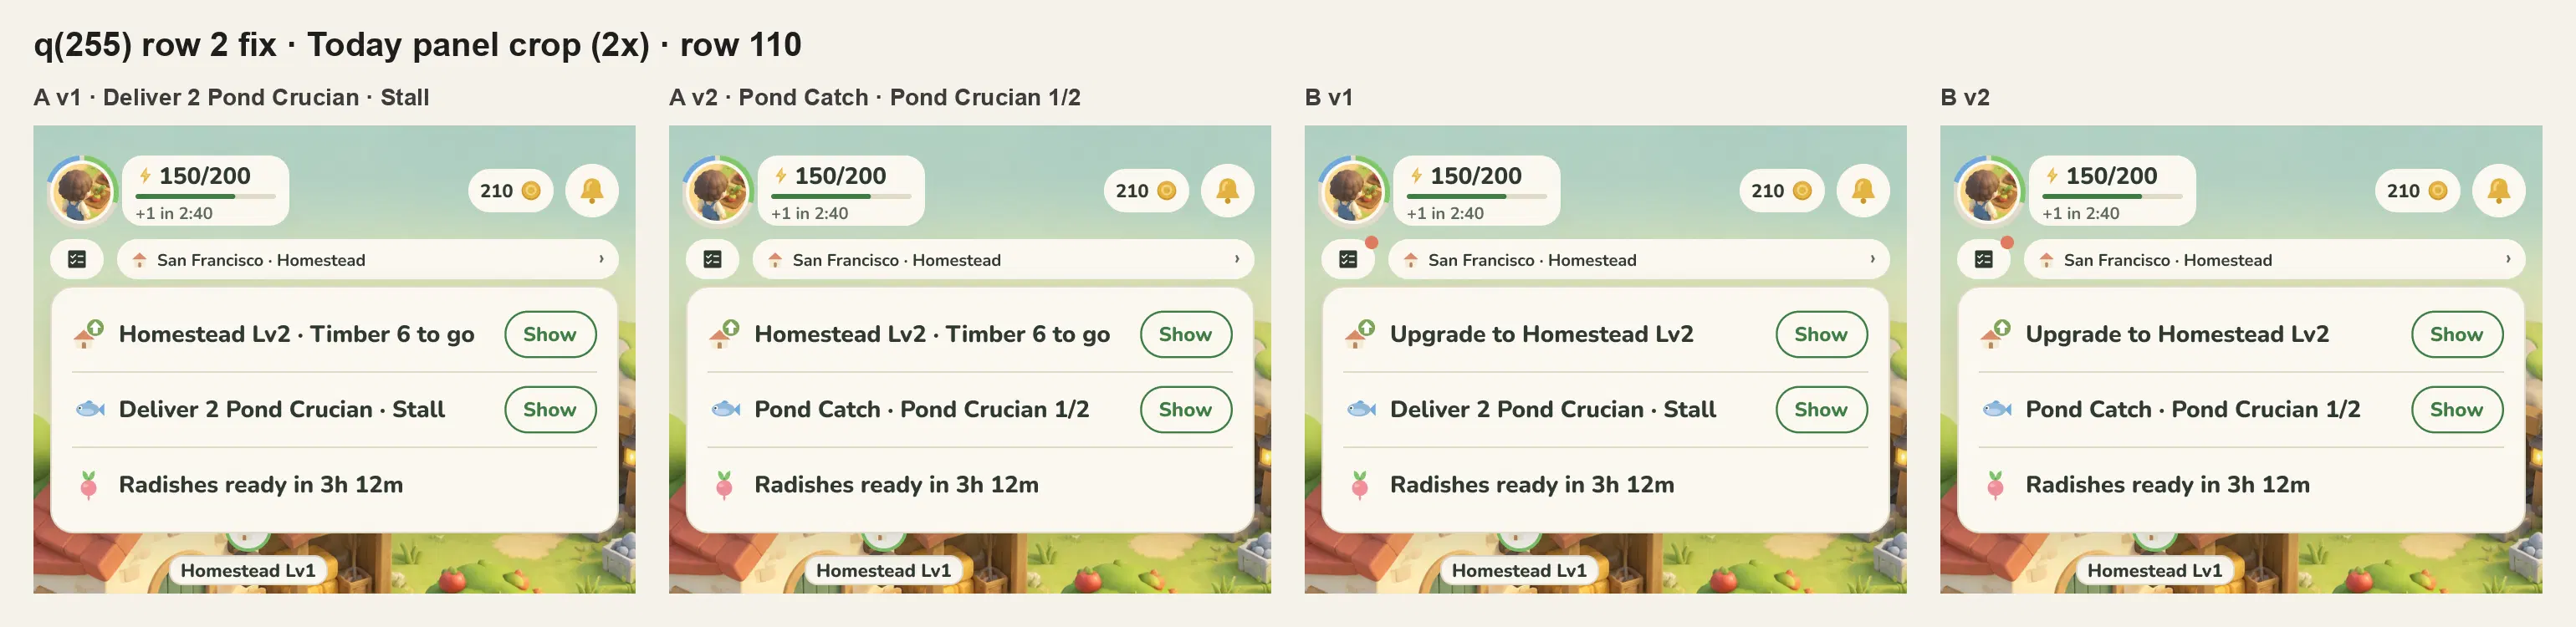 q(255) row 2 fix · Today panel crop (2x) · row 110
A v1 · Deliver 2 Pond Crucian · Stall
150/200
+1 in 2:40
210
San Francisco · Homestead ›
Homestead Lv2 · Timber 6 to go Show
Deliver 2 Pond Crucian · Stall Show
Radishes ready in 3h 12m
Homestead Lv1
A v2 · Pond Catch · Pond Crucian 1/2
150/200
+1 in 2:40
210
San Francisco · Homestead ›
Homestead Lv2 · Timber 6 to go Show
Pond Catch · Pond Crucian 1/2 Show
Radishes ready in 3h 12m
Homestead Lv1
B v1
150/200
+1 in 2:40
210
San Francisco · Homestead ›
Upgrade to Homestead Lv2 Show
Deliver 2 Pond Crucian · Stall Show
Radishes ready in 3h 12m
Homestead Lv1
B v2
150/200
+1 in 2:40
210
San Francisco · Homestead ›
Upgrade to Homestead Lv2 Show
Pond Catch · Pond Crucian 1/2 Show
Radishes ready in 3h 12m
Homestead Lv1